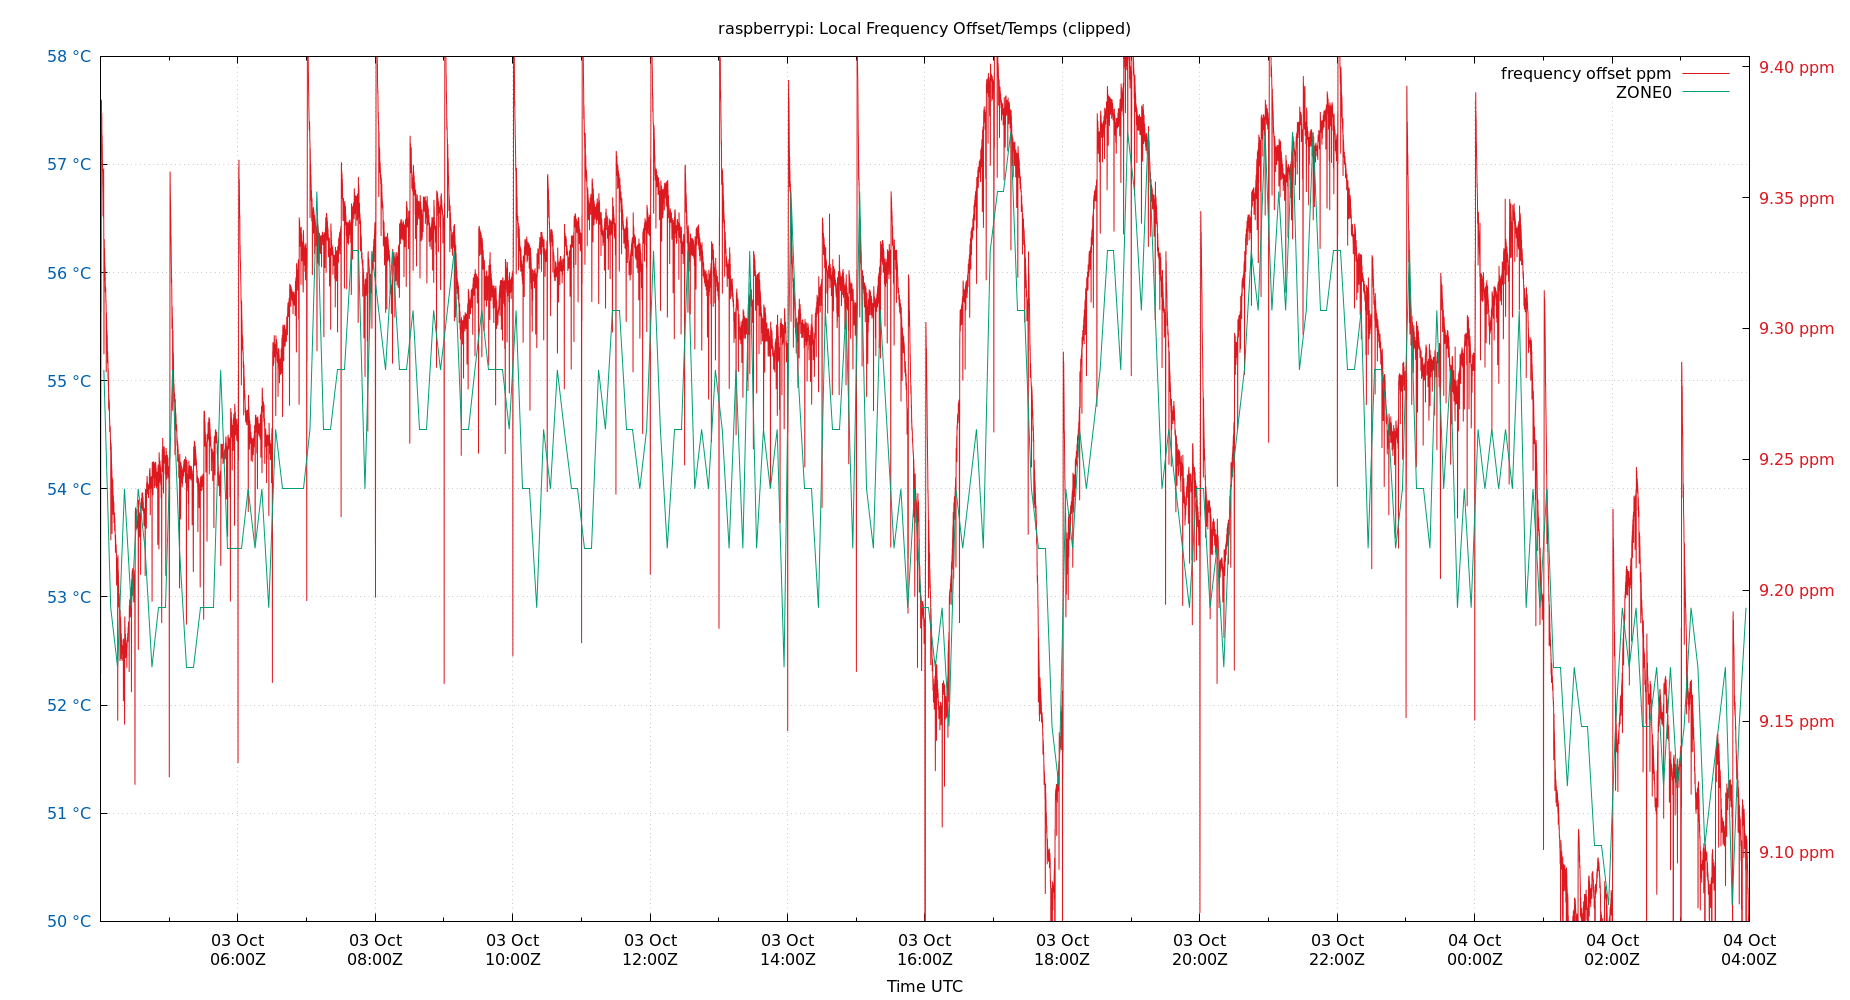 raspberrypi: Local Frequency Offset/Temps (clipped)
58 °C
57 °C
56 °C
55 °C
54 °C
53 °C
52 °C
51 °C
50 °C
frequency offset ppm
ZONE0
9.40 ppm
9.35 ppm
9.30 ppm
9.25 ppm
9.20 ppm
9.15 ppm
9.10 ppm
03 Oct
06:00Z
03 Oct
08:00Z
03 Oct
10:00Z
03 Oct
12:00Z
03 Oct
14:00Z
03 Oct
16:00Z
03 Oct
18:00Z
03 Oct
20:00Z
03 Oct
22:00Z
04 Oct
00:00Z
04 Oct
02:00Z
04 Oct
04:00Z
Time UTC